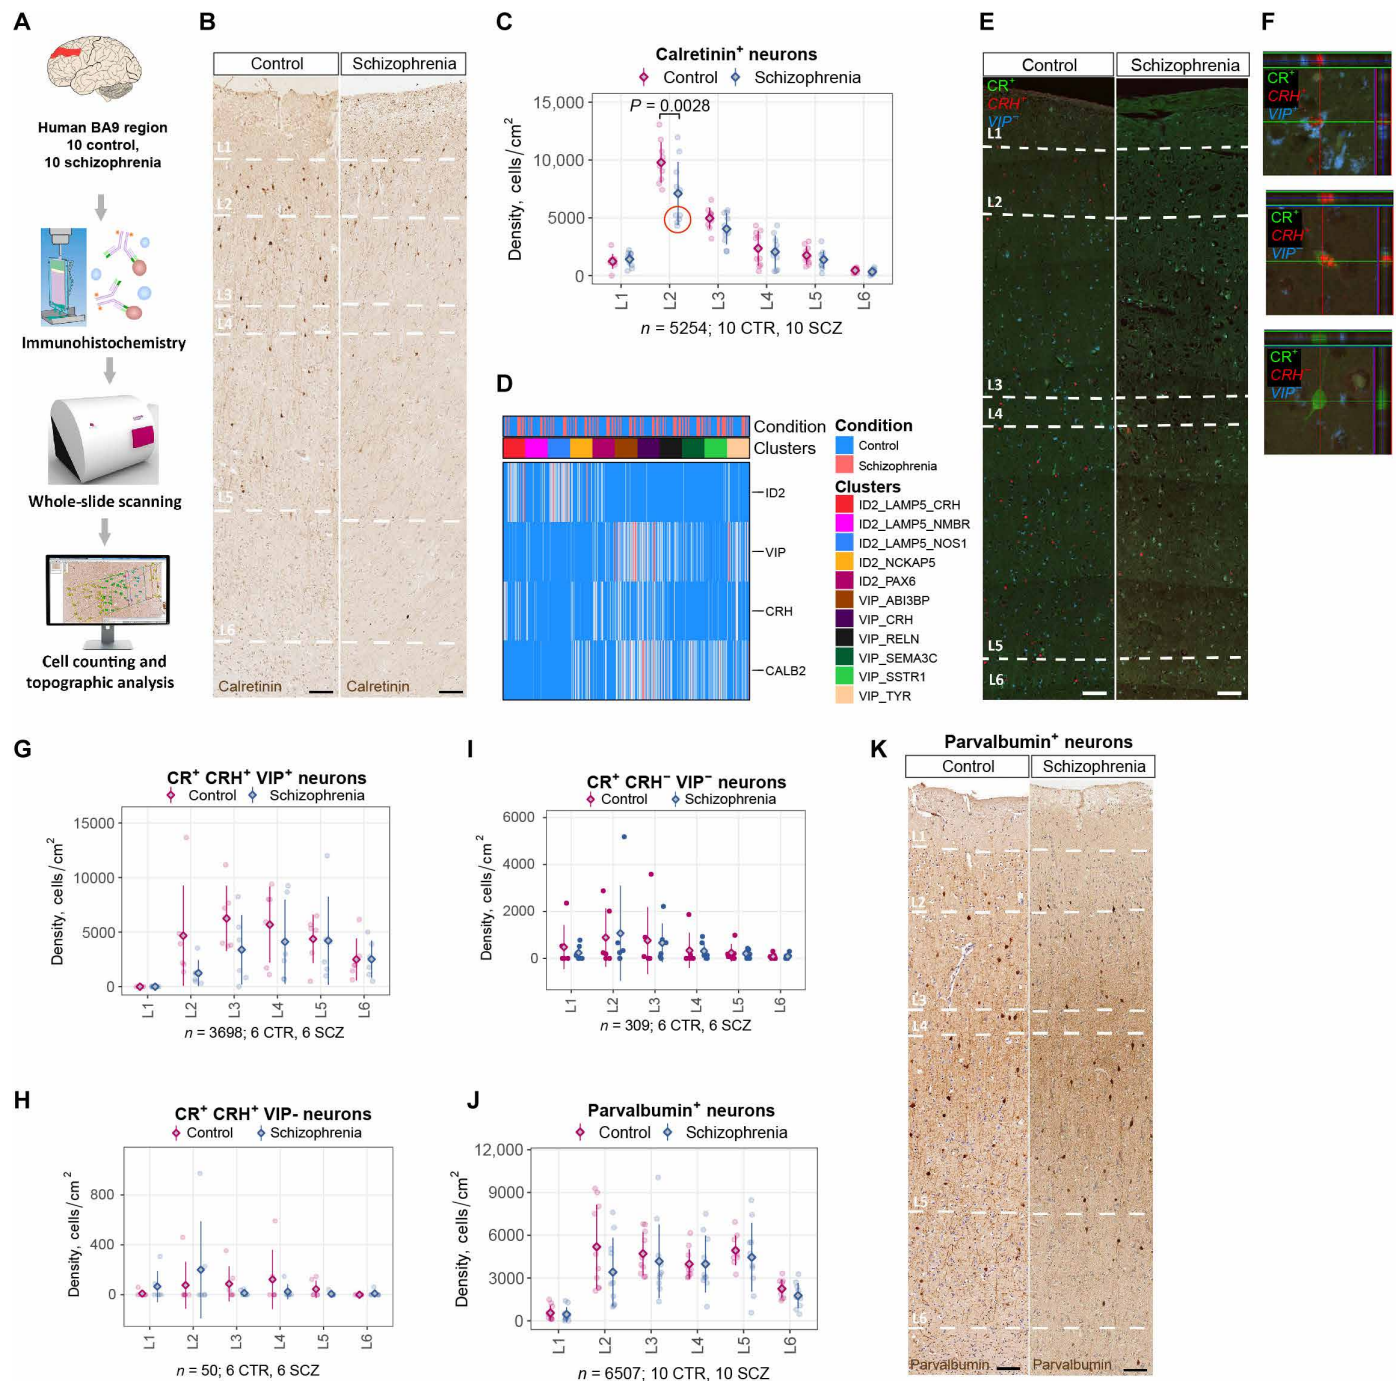 A
Human BA9 region
10 control,
10 schizophrenia
Immunohistochemistry
Whole-slide scanning
Cell counting and
topographic analysis
B
Control
Schizophrenia
L1
L2
L3
L4
L5
L6
Calretinin
Calretinin
C
Calretinin⁺ neurons
Control
Schizophrenia
P = 0.0028
Density, cells/cm²
15,000
10,000
5000
0
L1
L2
L3
L4
L5
L6
n = 5254; 10 CTR, 10 SCZ
D
Condition
Clusters
ID2
VIP
CRH
CALB2
Condition
Control
Schizophrenia
Clusters
ID2_LAMP5_CRH
ID2_LAMP5_NMBR
ID2_LAMP5_NOS1
ID2_NCKAP5
ID2_PAX6
VIP_ABI3BP
VIP_CRH
VIP_RELN
VIP_SEMA3C
VIP_SSTR1
VIP_TYR
E
Control
Schizophrenia
CR⁺
CRH⁺
VIP⁻
L1
L2
L3
L4
L5
L6
F
CR⁺
CRH⁺
VIP⁺
CR⁺
CRH⁺
VIP⁻
CR⁺
CRH⁻
VIP⁻
G
CR⁺ CRH⁺ VIP⁺ neurons
Control
Schizophrenia
Density, cells/cm²
15000
10000
5000
0
L1
L2
L3
L4
L5
L6
n = 3698; 6 CTR, 6 SCZ
H
CR⁺ CRH⁺ VIP- neurons
Control
Schizophrenia
Density, cells/cm²
800
400
0
L1
L2
L3
L4
L5
L6
n = 50; 6 CTR, 6 SCZ
I
CR⁺ CRH⁻ VIP⁻ neurons
Control
Schizophrenia
Density, cells/cm²
6000
4000
2000
0
L1
L2
L3
L4
L5
L6
n = 309; 6 CTR, 6 SCZ
J
Parvalbumin⁺ neurons
Control
Schizophrenia
Density, cells/cm²
12,000
9000
6000
3000
0
L1
L2
L3
L4
L5
L6
n = 6507; 10 CTR, 10 SCZ
K
Parvalbumin⁺ neurons
Control
Schizophrenia
L1
L2
L3
L4
L5
L6
Parvalbumin
Parvalbumin